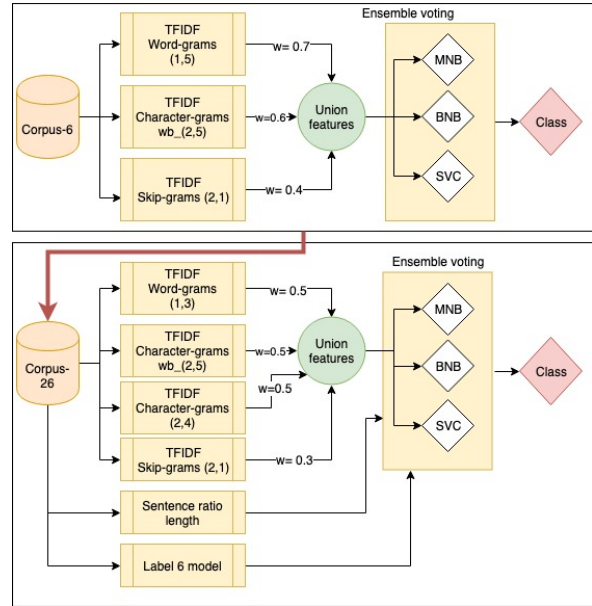 Ensemble voting
TFIDF
Word-grams
(1,5)
w= 0.7
MNB
Corpus-6
TFIDF
Character-grams
wb_(2,5)
w=0.6
Union
features
BNB
Class
TFIDF
Skip-grams (2,1)
w= 0.4
SVC
Ensemble voting
TFIDF
Word-grams
(1,3)
w= 0.5
MNB
Corpus-
26
TFIDF
Character-grams
wb_(2,5)
w=0.5
Union
features
BNB
Class
w=0.5
TFIDF
Character-grams
(2,4)
SVC
TFIDF
Skip-grams (2,1)
w= 0.3
Sentence ratio
length
Label 6 model